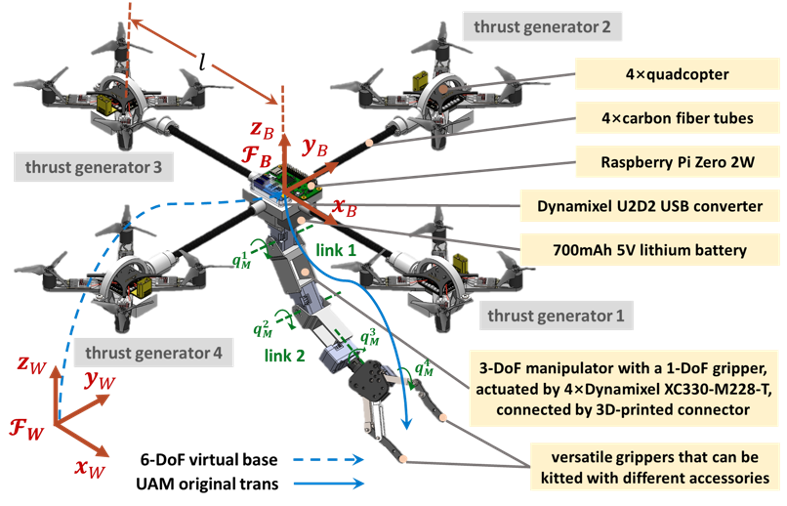 thrust generator 2
l
4×quadcopter
z_B
y_B
4×carbon fiber tubes
ℱ_B
thrust generator 3
Raspberry Pi Zero 2W
x_B
Dynamixel U2D2 USB converter
link 1
700mAh 5V lithium battery
q_M^1
thrust generator 1
q_M^2
q_M^3
thrust generator 4
link 2
q_M^4
z_W
y_W
3-DoF manipulator with a 1-DoF gripper,
actuated by 4×Dynamixel XC330-M228-T,
connected by 3D-printed connector
ℱ_W
x_W
6-DoF virtual base
versatile grippers that can be
kitted with different accessories
UAM original trans